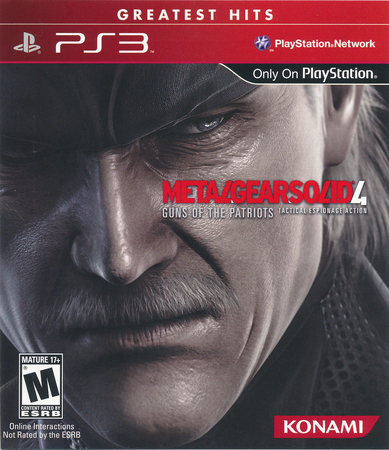 GREATEST HITS
PS3
PlayStation®Network
Only On PlayStation®
METAL GEAR SOLID 4
GUNS OF THE PATRIOTS TACTICAL ESPIONAGE ACTION
MATURE 17+
M
CONTENT RATED BY
ESRB
Online Interactions
Not Rated by the ESRB
KONAMI